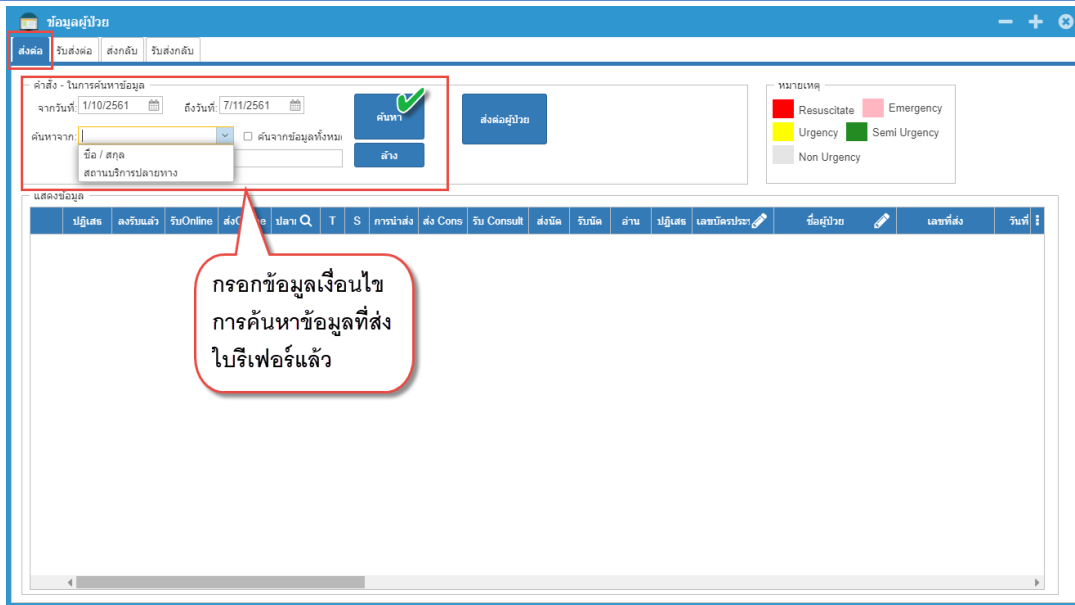 ข้อมูลผู้ป่วย
ส่งต่อ รับส่งต่อ ส่งกลับ รับส่งกลับ
คำสั่ง - ในการค้นหาข้อมูล
จากวันที่: 1/10/2561 ถึงวันที่: 7/11/2561
ค้นหา
ส่งต่อผู้ป่วย
ค้นหาจาก:
ค้นจากข้อมูลทั้งหม
ชื่อ / สกุล
สถานบริการปลายทาง
ล้าง
หมายเหตุ
Resuscitate Emergency
Urgency Semi Urgency
Non Urgency
แสดงข้อมูล
ปฏิเสธ ลงรับแล้ว รับOnline ปลาย T S การนำส่ง ส่ง Cons รับ Consult ส่งนัด รับนัด อ่าน ปฏิเสธ เลขบัตรประช ชื่อผู้ป่วย เลขที่ส่ง วันที่
กรอกข้อมูลเงื่อนไข
การค้นหาข้อมูลที่ส่ง
ใบรีเฟอร์แล้ว